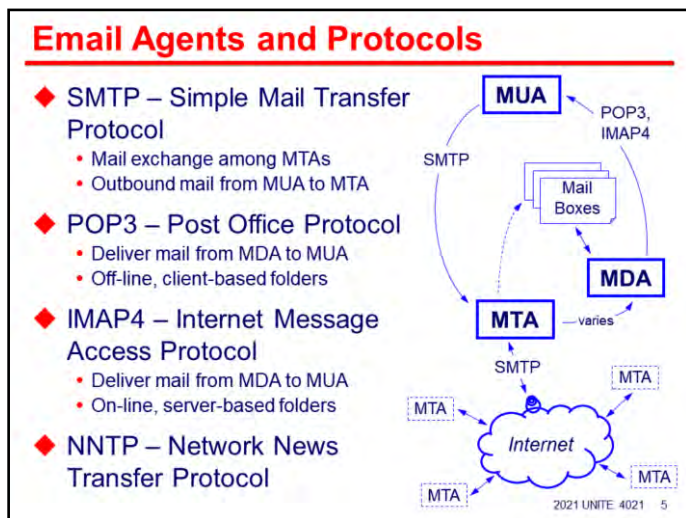 Email Agents and Protocols
◆ SMTP – Simple Mail Transfer
Protocol
• Mail exchange among MTAs
• Outbound mail from MUA to MTA
◆ POP3 – Post Office Protocol
• Deliver mail from MDA to MUA
• Off-line, client-based folders
◆ IMAP4 – Internet Message
Access Protocol
• Deliver mail from MDA to MUA
• On-line, server-based folders
◆ NNTP – Network News
Transfer Protocol
MUA
POP3,
IMAP4
SMTP
Mail
Boxes
MDA
MTA
varies
SMTP
MTA
MTA
Internet
MTA
MTA
2021 UNITE 4021 5